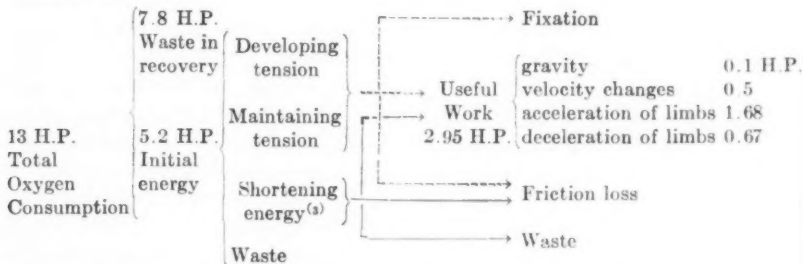 7.8 H.P. Fixation
Waste in Developing
recovery tension gravity 0.1 H.P.
Useful velocity changes 0.5
Maintaining Work acceleration of limbs 1.68
13 H.P. 5.2 H.P. tension 2.95 H.P. deceleration of limbs 0.67
Total Initial
Oxygen energy Shortening Friction loss
Consumption energy(3)
Waste Waste